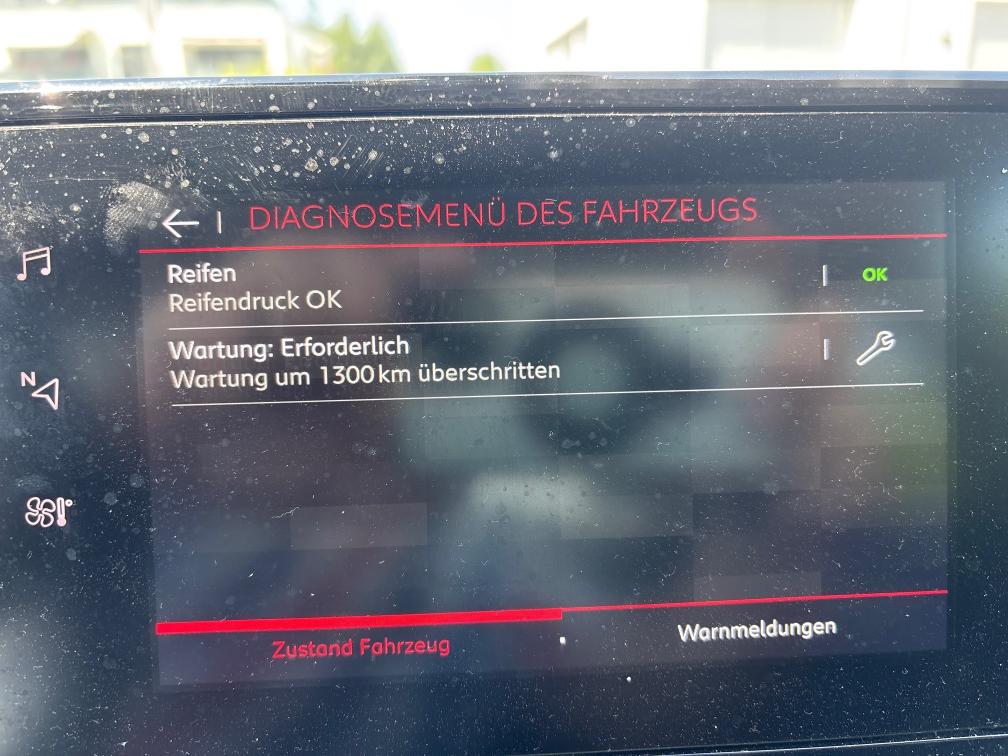 DIAGNOSEMENÜ DES FAHRZEUGS
Reifen
OK
Reifendruck OK
Wartung: Erforderlich
Wartung um 1300 km überschritten
N
Zustand Fahrzeug
Warnmeldungen